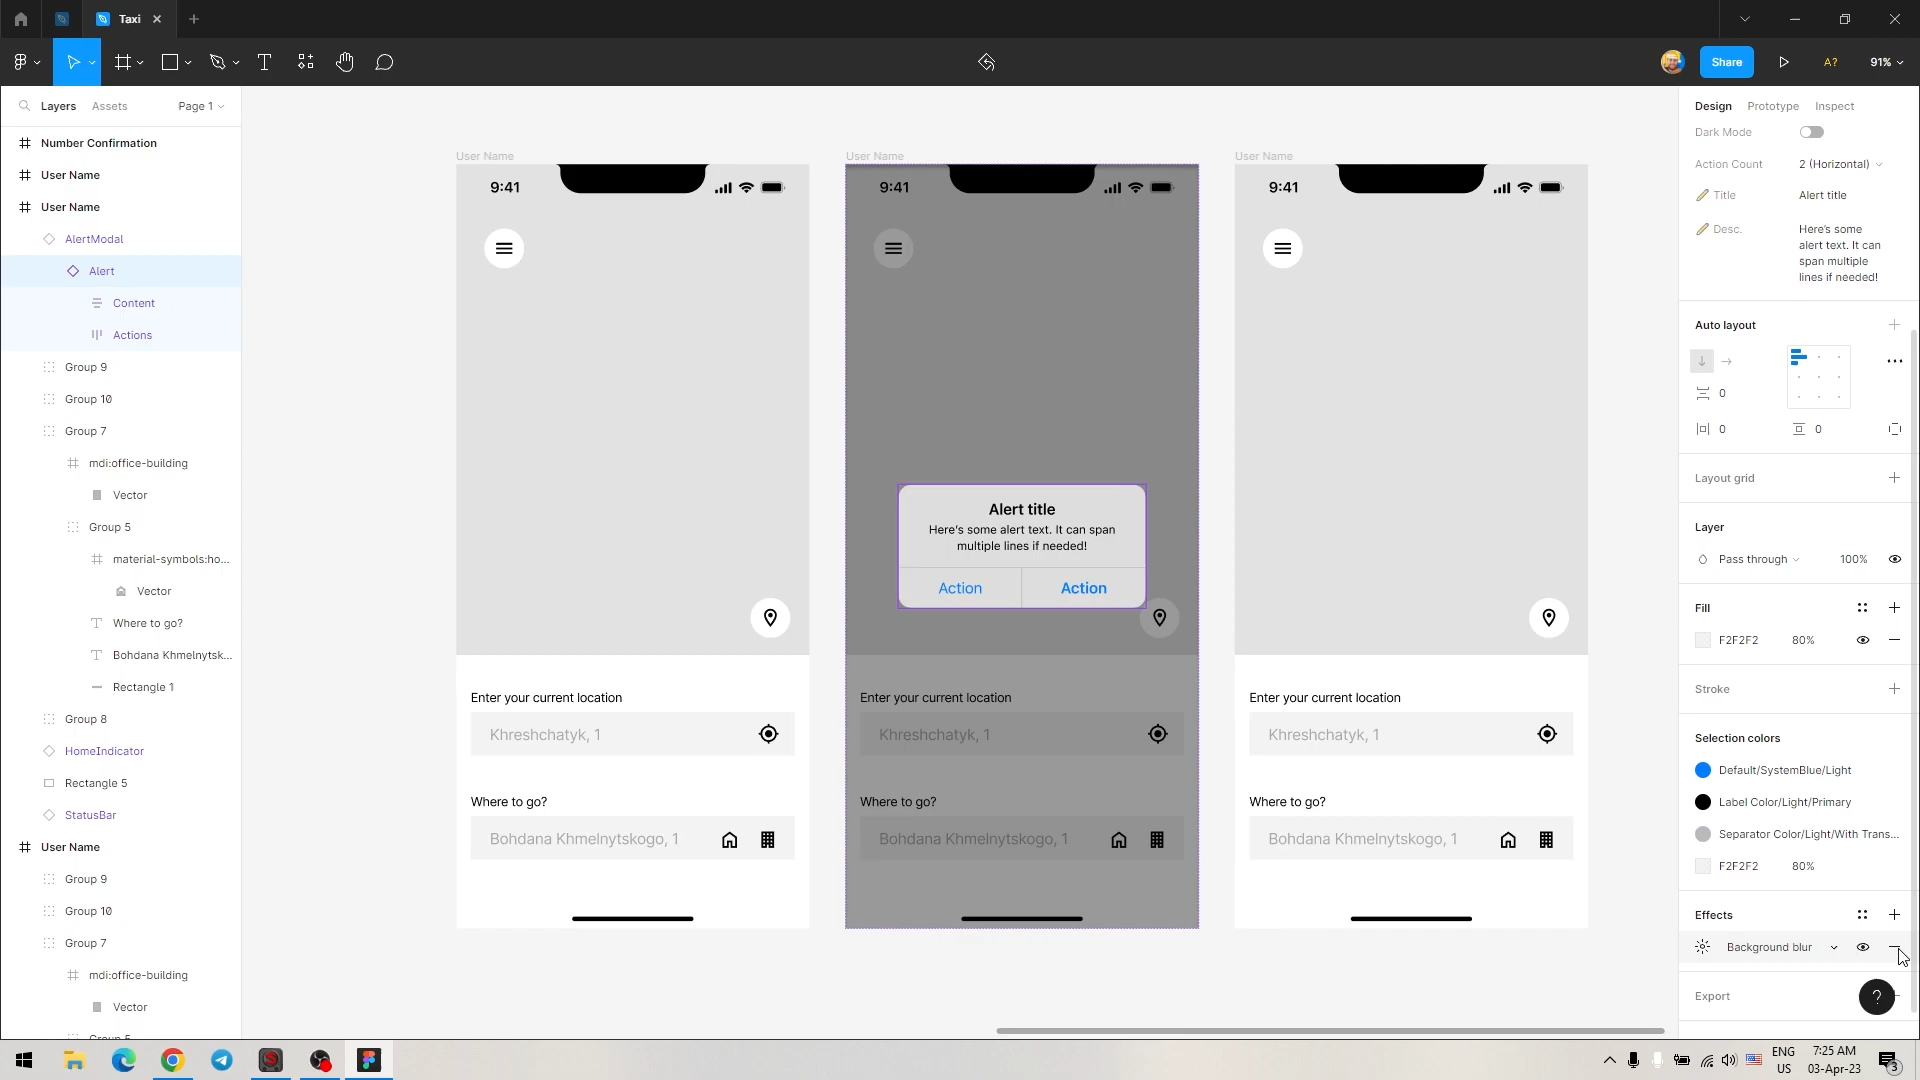 Taxi
Share
A?
91%
Layers
Assets
Page 1
Number Confirmation
User Name
User Name
AlertModal
Alert
Content
Actions
Group 9
Group 10
Group 7
mdi:office-building
Vector
Group 5
material-symbols:ho...
Vector
Where to go?
Bohdana Khmelnytsk...
Rectangle 1
Group 8
HomeIndicator
Rectangle 5
StatusBar
User Name
Group 9
Group 10
Group 7
mdi:office-building
Vector
Group 5
User Name
9:41
Enter your current location
Khreshchatyk, 1
Where to go?
Bohdana Khmelnytskogo, 1
User Name
9:41
Alert title
Here's some alert text. It can span
multiple lines if needed!
Action
Action
Enter your current location
Khreshchatyk, 1
Where to go?
Bohdana Khmelnytskogo, 1
User Name
9:41
Enter your current location
Khreshchatyk, 1
Where to go?
Bohdana Khmelnytskogo, 1
Design
Prototype
Inspect
Dark Mode
Action Count
2 (Horizontal)
Title
Alert title
Desc.
Here's some
alert text. It can
span multiple
lines if needed!
Auto layout
0
0
0
Layout grid
Layer
Pass through
100%
Fill
F2F2F2
80%
Stroke
Selection colors
Default/SystemBlue/Light
Label Color/Light/Primary
Separator Color/Light/With Trans...
F2F2F2
80%
Effects
Background blur
Export
?
ENG
US
7:25 AM
03-Apr-23
3